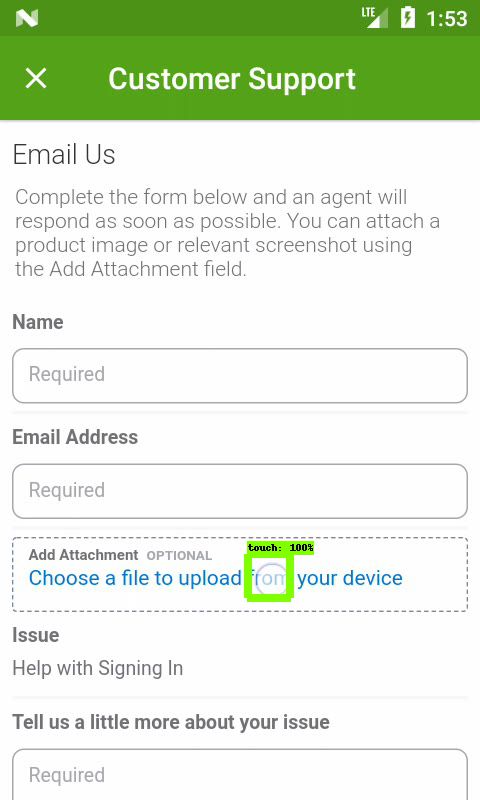 LTE 1:53
Customer Support
Email Us
Complete the form below and an agent will
respond as soon as possible. You can attach a
product image or relevant screenshot using
the Add Attachment field.
Name
Required
Email Address
Required
touch: 100%
Add Attachment OPTIONAL
Choose a file to upload from your device
Issue
Help with Signing In
Tell us a little more about your issue
Required